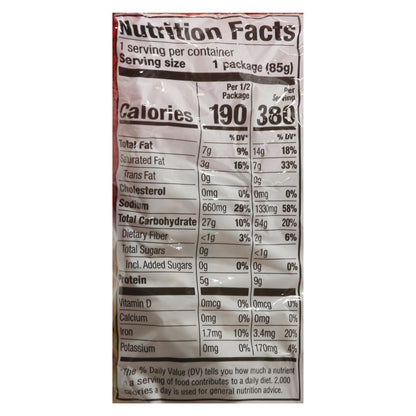 Nutrition Facts
1 serving per container
Serving size 1 package (85g)
Per 1/2 Package Per Serving
Calories 190 380
% DV* % DV*
Total Fat 7g 9% 14g 18%
Saturated Fat 3g 16% 7g 33%
Trans Fat 0g 0g
Cholesterol 0mg 0% 0mg 0%
Sodium 660mg 29% 1330mg 58%
Total Carbohydrate 27g 10% 54g 20%
Dietary Fiber <1g 3% 2g 6%
Total Sugars 0g <1g
Incl. Added Sugars 0g 0% 0g 0%
Protein 5g 9g
Vitamin D 0mcg 0% 0mcg 0%
Calcium 0mg 0% 0mg 0%
Iron 1.7mg 10% 3.4mg 20%
Potassium 0mg 0% 170mg 4%
*The % Daily Value (DV) tells you how much a nutrient
in a serving of food contributes to a daily diet. 2,000
calories a day is used for general nutrition advice.